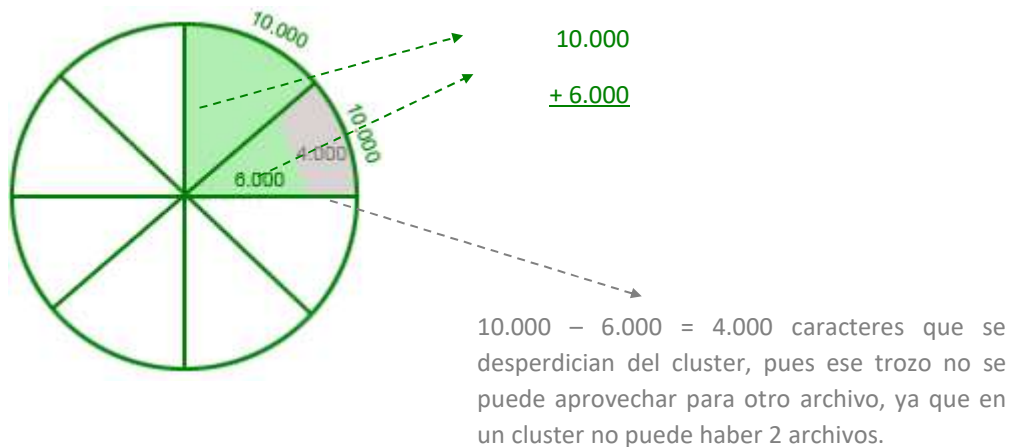 10.000
10.000
4.000
6.000
10.000
+ 6.000
10.000 – 6.000 = 4.000 caracteres que se
desperdician del cluster, pues ese trozo no se
puede aprovechar para otro archivo, ya que en
un cluster no puede haber 2 archivos.